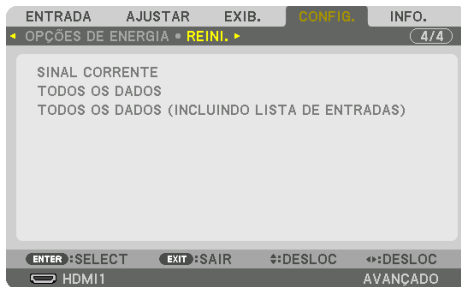 ENTRADA AJUSTAR EXIB. CONFIG. INFO.
◂ OPÇÕES DE ENERGIA • REINI. ▸ 4/4
SINAL CORRENTE
TODOS OS DADOS
TODOS OS DADOS (INCLUINDO LISTA DE ENTRADAS)
ENTER :SELECT EXIT :SAIR ♦:DESLOC ◂▸:DESLOC
HDMI1 AVANÇADO